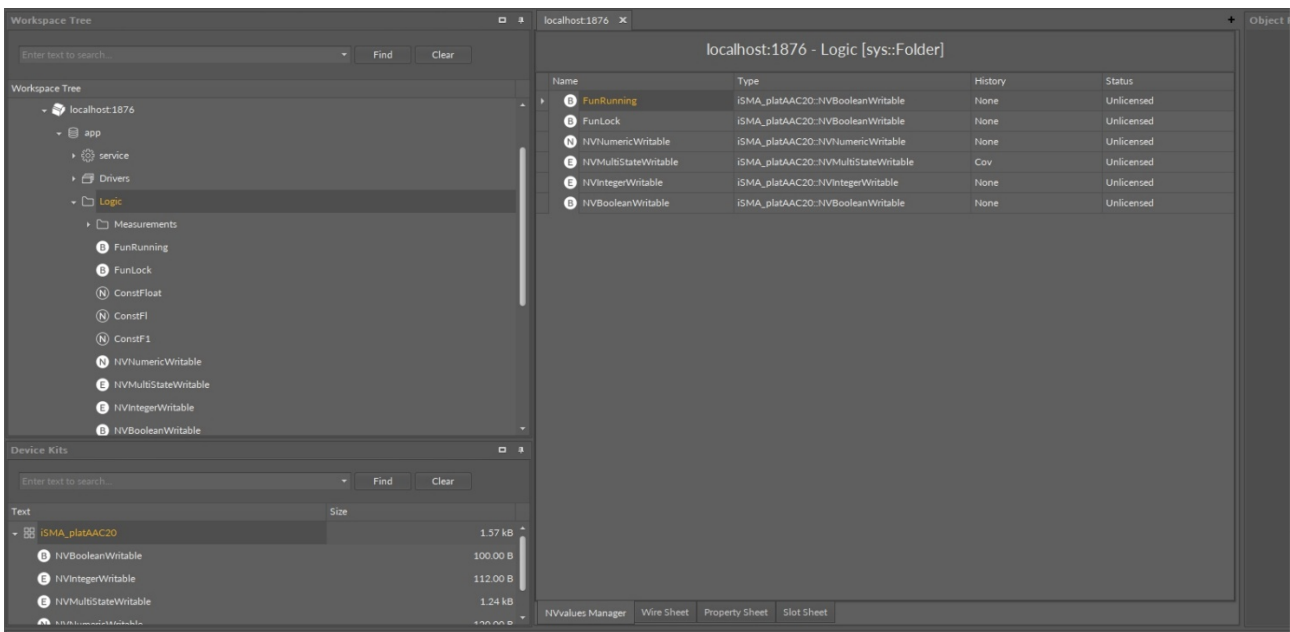 Workspace Tree
Enter text to search...
Find
Clear
Workspace Tree
localhost:1876
app
service
Drivers
Logic
Measurements
FunRunning
FunLock
ConstFloat
ConstFl
ConstF1
NVNumericWritable
NVMultiStateWritable
NVIntegerWritable
NVBooleanWritable
Device Kits
Enter text to search...
Find
Clear
Text Size
iSMA_platAAC20 1.57 kB
B NVBooleanWritable 100.00 B
E NVIntegerWritable 112.00 B
E NVMultiStateWritable 1.24 kB
NVNumericWritable 120.00 B
localhost:1876 X
localhost:1876 - Logic [sys::Folder]
Name Type History Status
B FunRunning iSMA_platAAC20::NVBooleanWritable None Unlicensed
B FunLock iSMA_platAAC20::NVBooleanWritable None Unlicensed
N NVNumericWritable iSMA_platAAC20::NVNumericWritable None Unlicensed
E NVMultiStateWritable iSMA_platAAC20::NVMultiStateWritable Cov Unlicensed
E NVIntegerWritable iSMA_platAAC20::NVIntegerWritable None Unlicensed
B NVBooleanWritable iSMA_platAAC20::NVBooleanWritable None Unlicensed
NVvalues Manager
Wire Sheet
Property Sheet
Slot Sheet
Object